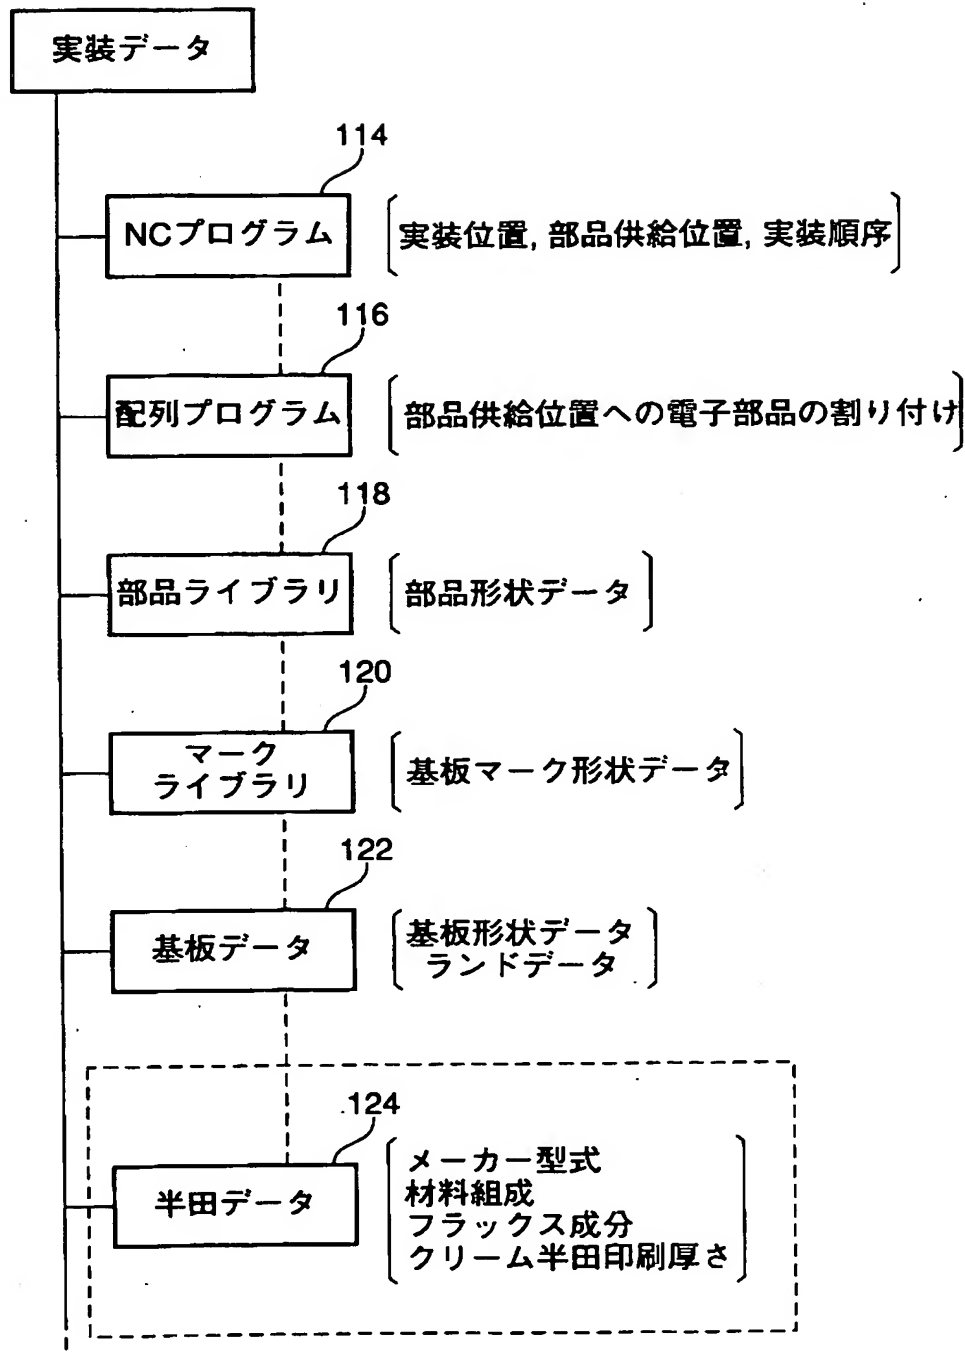 実装データ
114
NCプログラム
実装位置, 部品供給位置, 実装順序
116
配列プログラム
部品供給位置への電子部品の割り付け
118
部品ライブラリ
部品形状データ
120
マーク
ライブラリ
基板マーク形状データ
122
基板データ
基板形状データ
ランドデータ
124
半田データ
メーカー型式
材料組成
フラックス成分
クリーム半田印刷厚さ